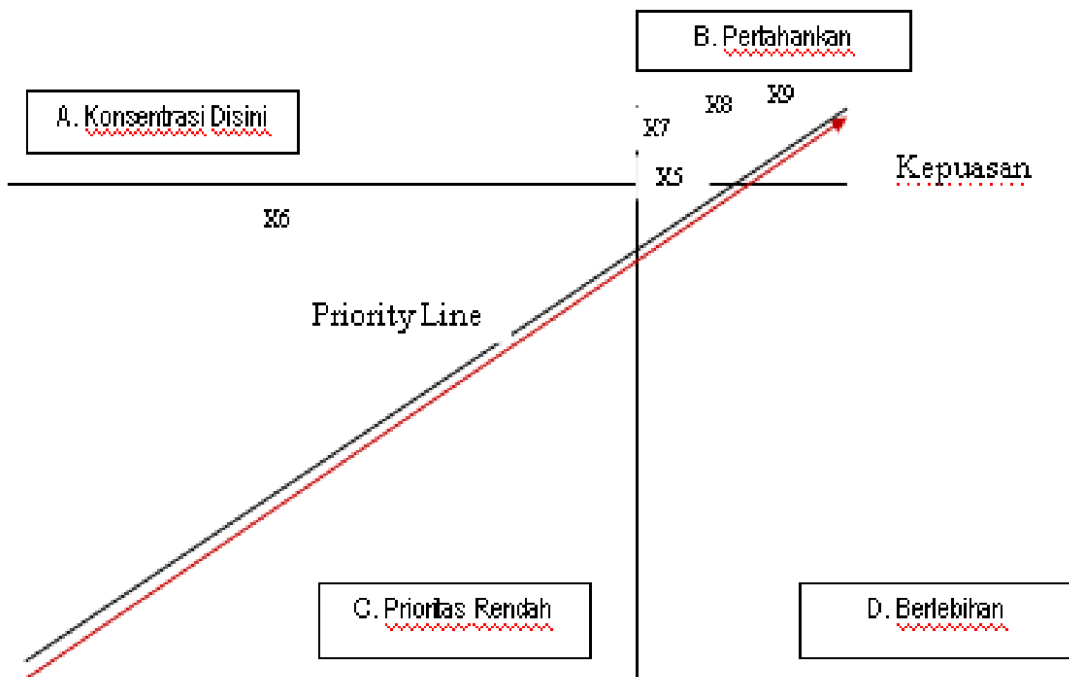 B. Pertahankan
A. Konsentrasi Disini
X8
X9
X7
X5
Kepuasan
X6
Priority Line
C. Prioritas Rendah
D. Berlebihan